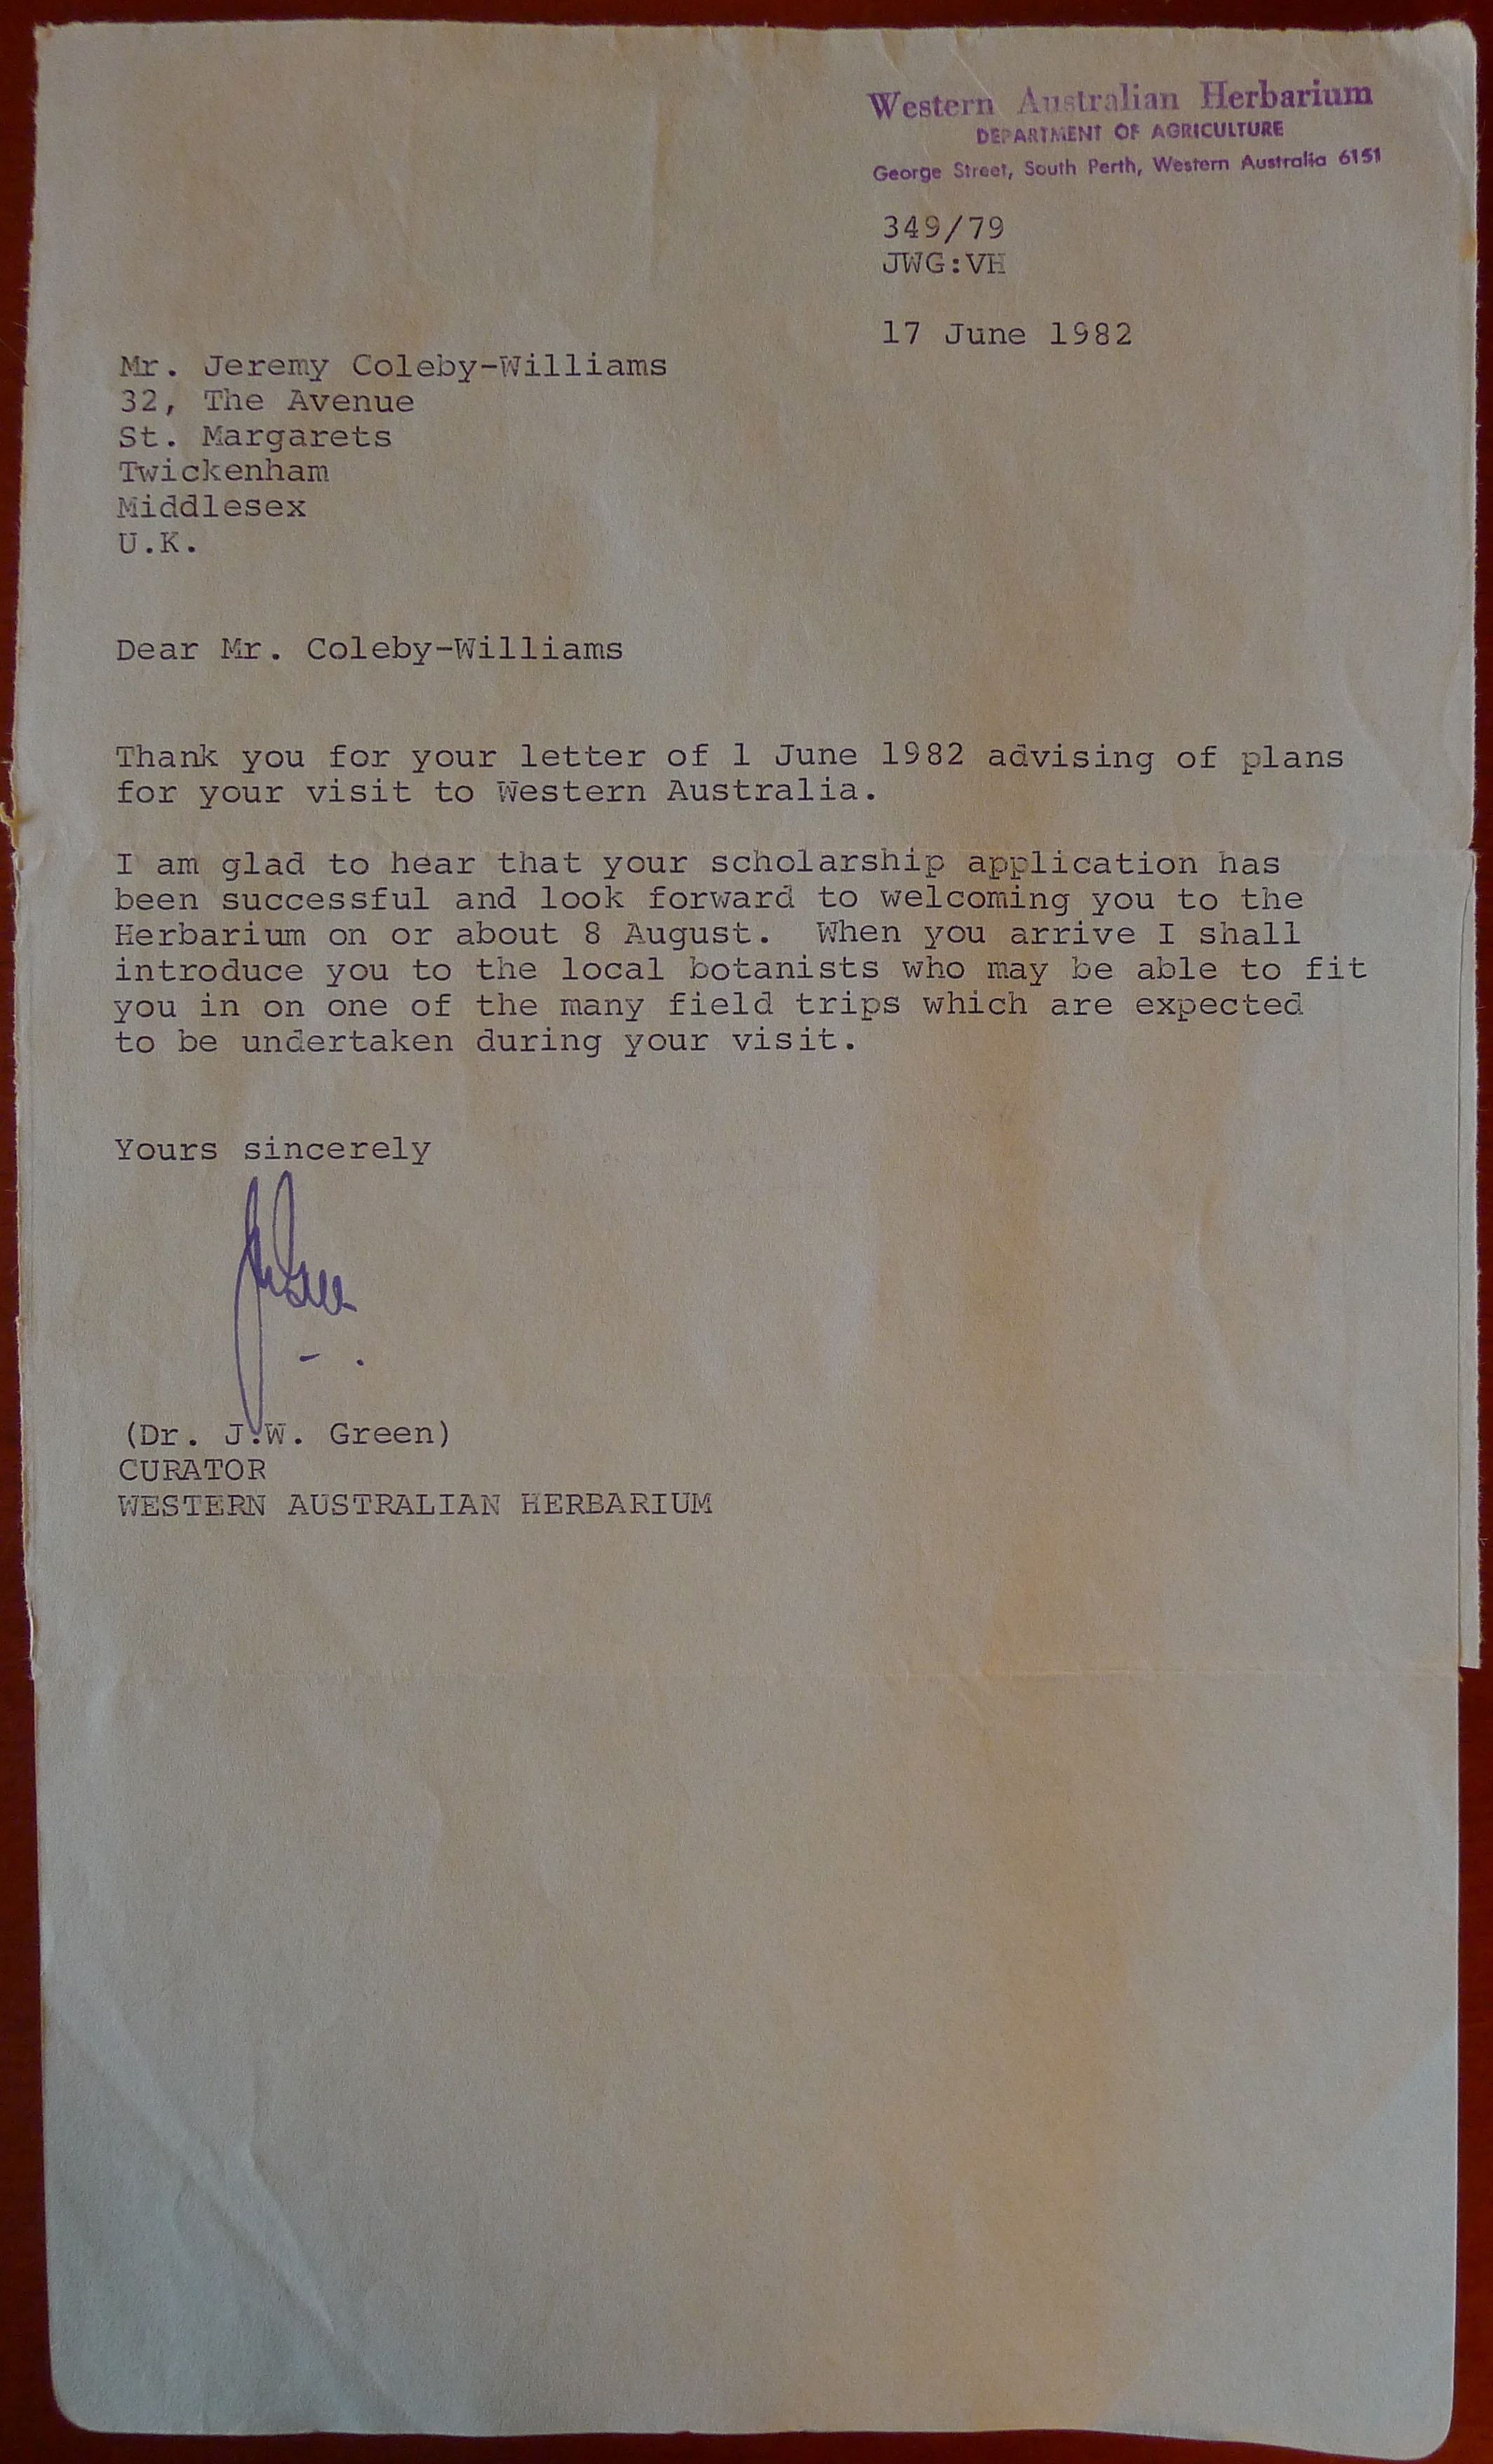 Western Australian Herbarium
DEPARTMENT OF AGRICULTURE
George Street, South Perth, Western Australia 6151
349/79
JWG:VH
17 June 1982
Mr. Jeremy Coleby-Williams
32, The Avenue
St. Margarets
Twickenham
Middlesex
U.K.
Dear Mr. Coleby-Williams
Thank you for your letter of 1 June 1982 advising of plans
for your visit to Western Australia.
I am glad to hear that your scholarship application has
been successful and look forward to welcoming you to the
Herbarium on or about 8 August. When you arrive I shall
introduce you to the local botanists who may be able to fit
you in on one of the many field trips which are expected
to be undertaken during your visit.
Yours sincerely
(Dr. J.W. Green)
CURATOR
WESTERN AUSTRALIAN HERBARIUM